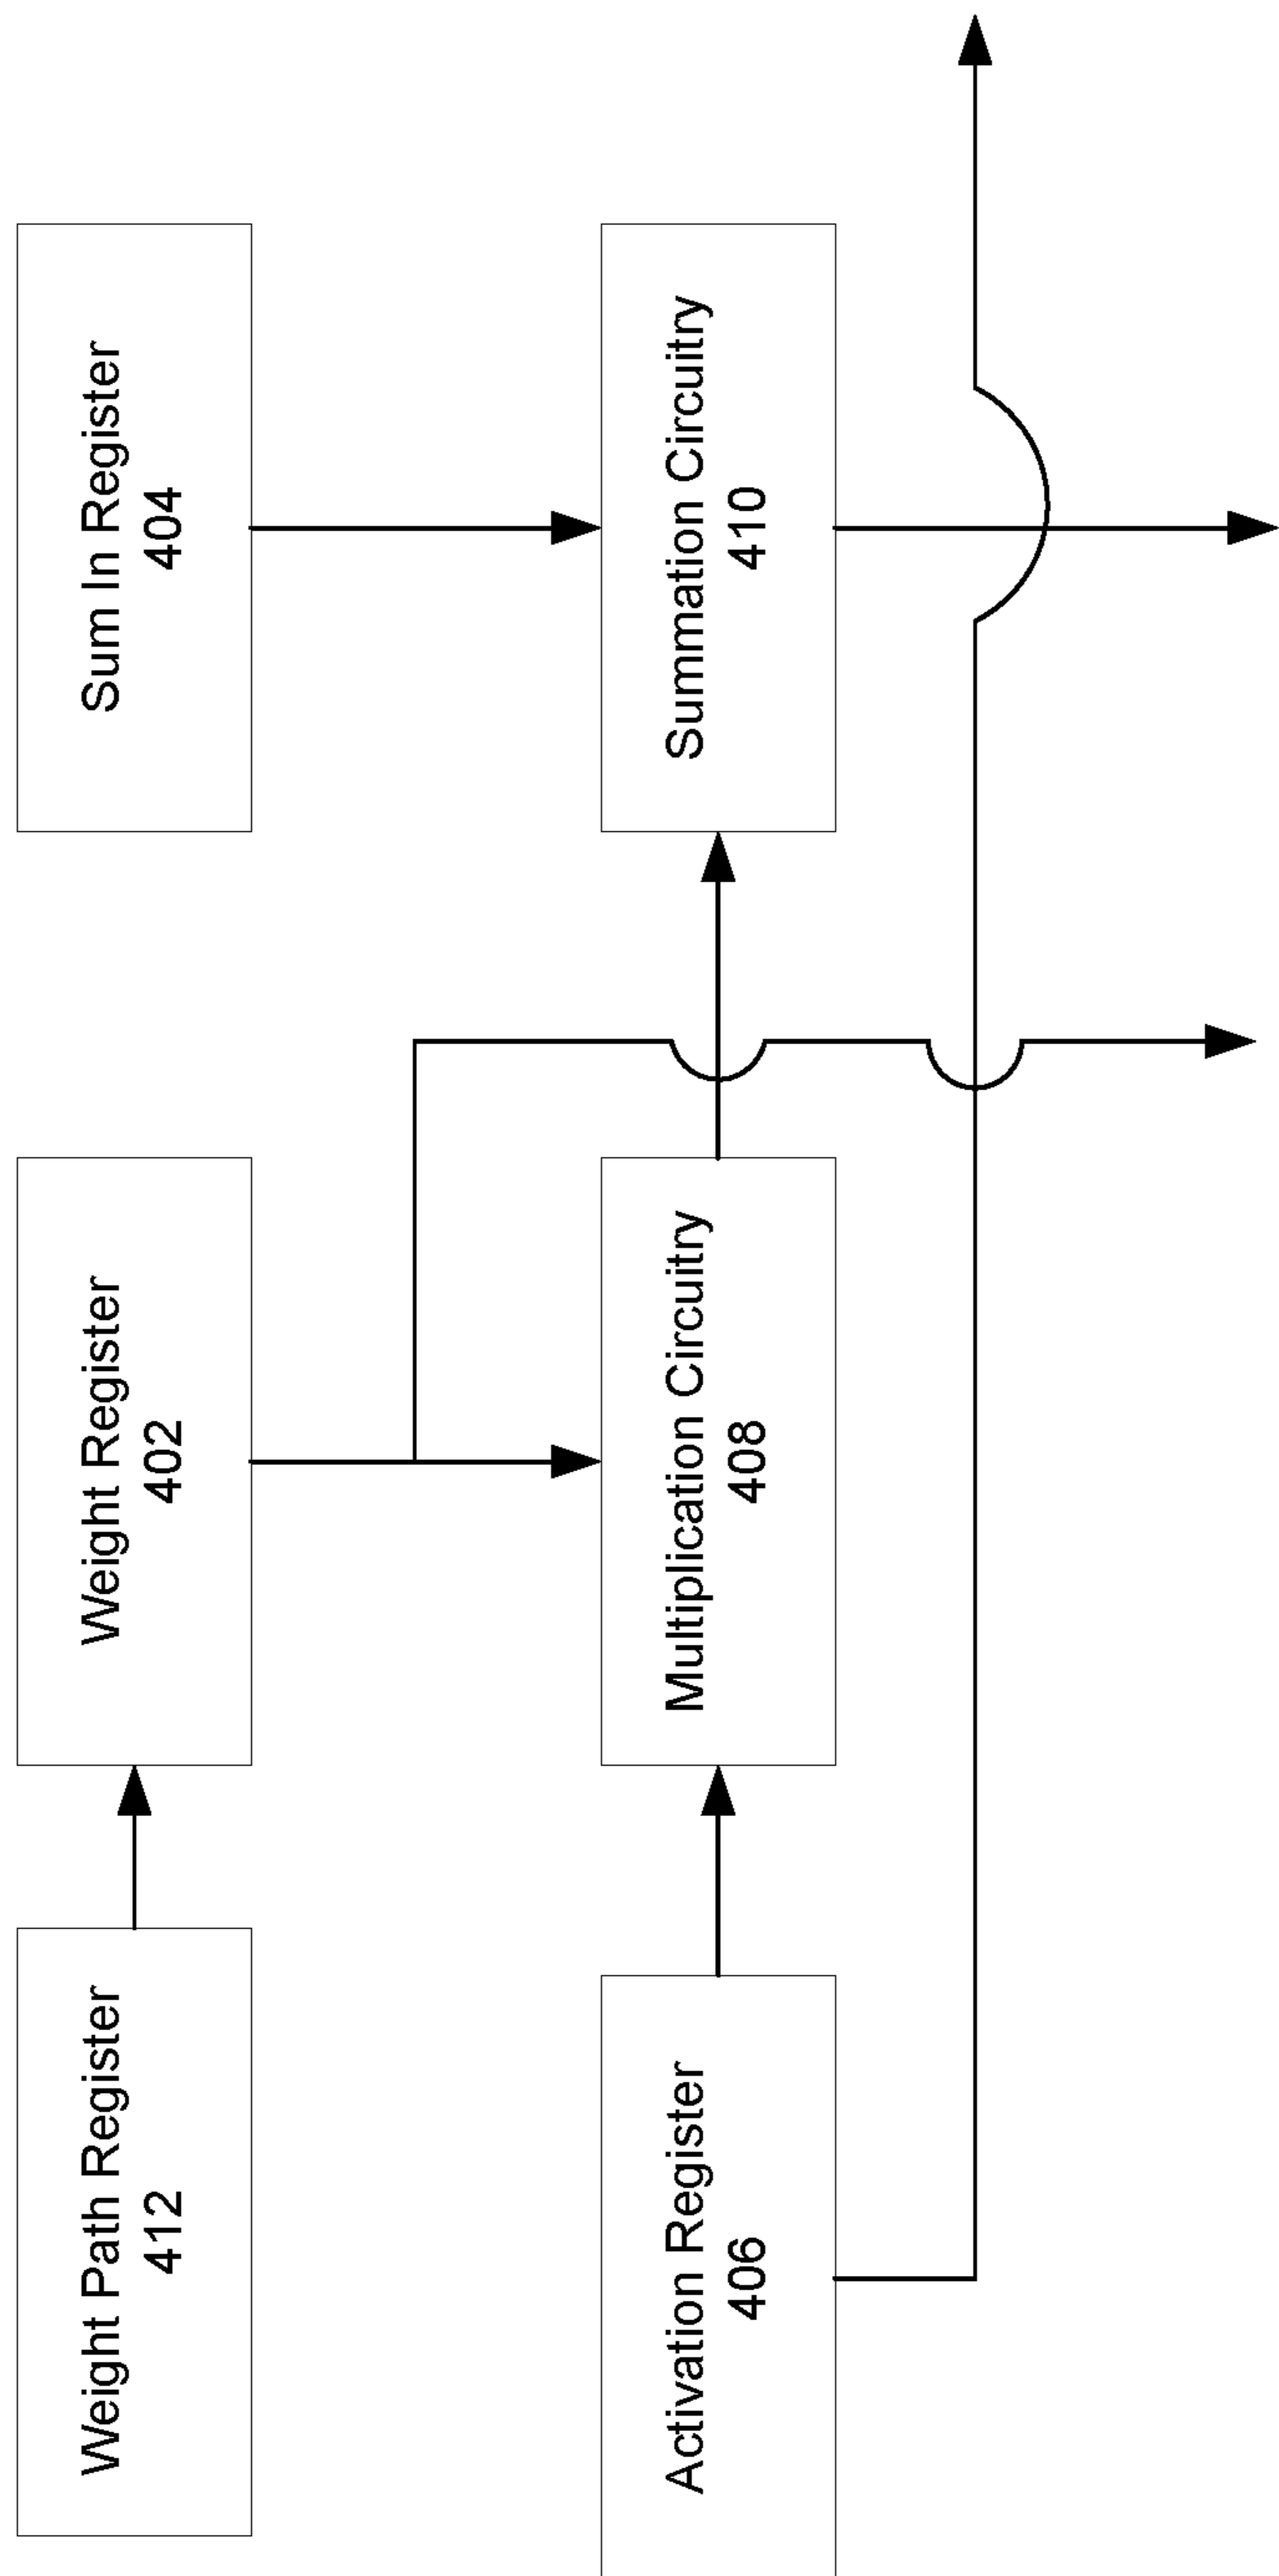 Weight Path Register
412
Weight Register
402
Sum In Register
404
Activation Register
406
Multiplication Circuitry
408
Summation Circuitry
410